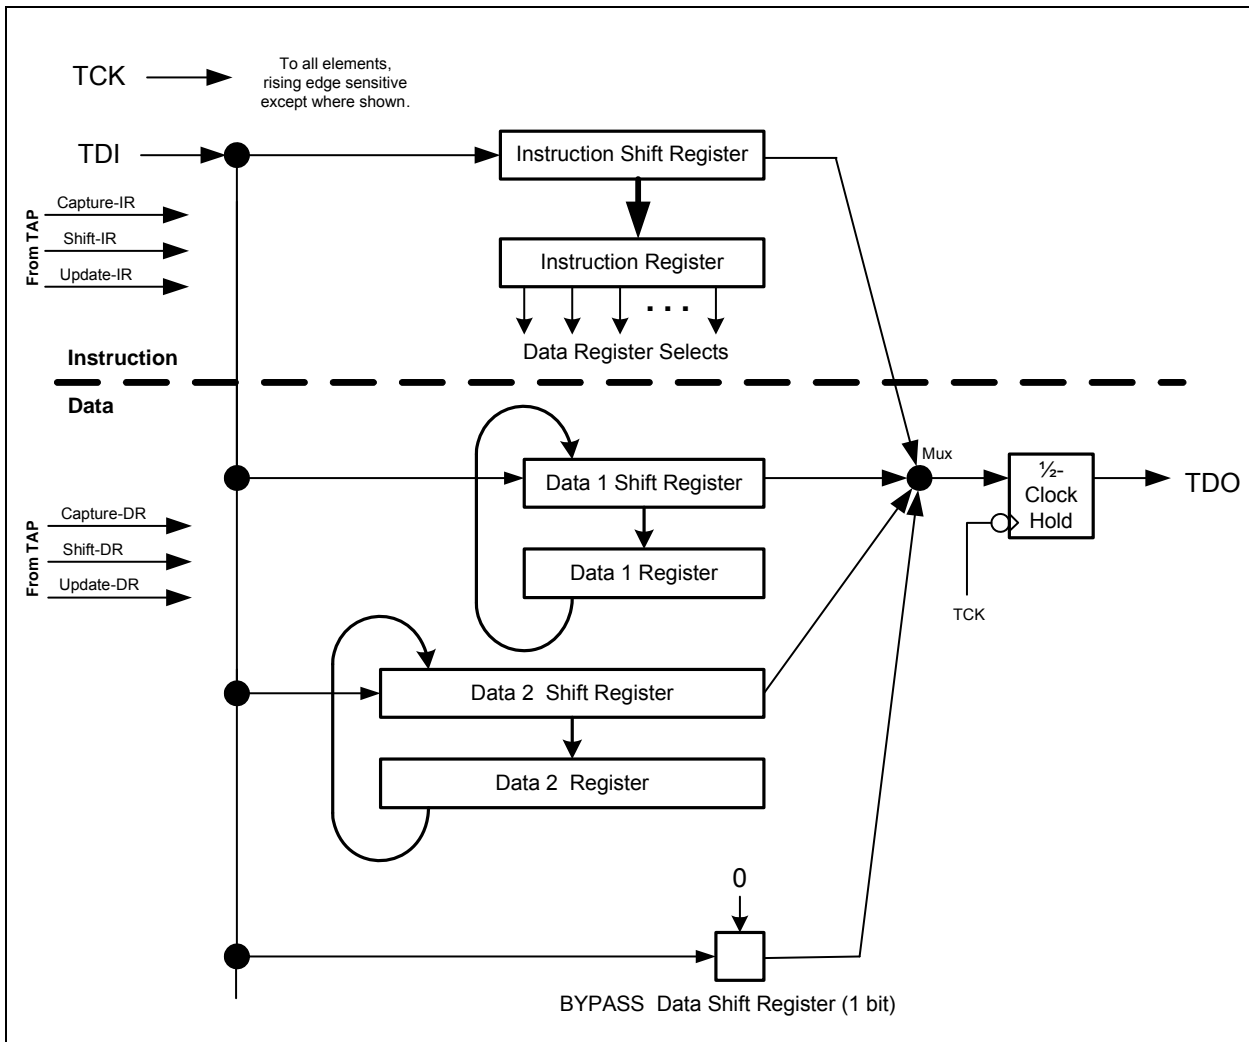 TCK
To all elements,
rising edge sensitive
except where shown.
TDI
Instruction Shift Register
From TAP
Capture-IR
Shift-IR
Update-IR
Instruction Register
. . .
Data Register Selects
Instruction
Data
Data 1 Shift Register
Mux
½-
Clock
Hold
TDO
From TAP
Capture-DR
Shift-DR
Update-DR
Data 1 Register
TCK
Data 2 Shift Register
Data 2 Register
0
BYPASS Data Shift Register (1 bit)